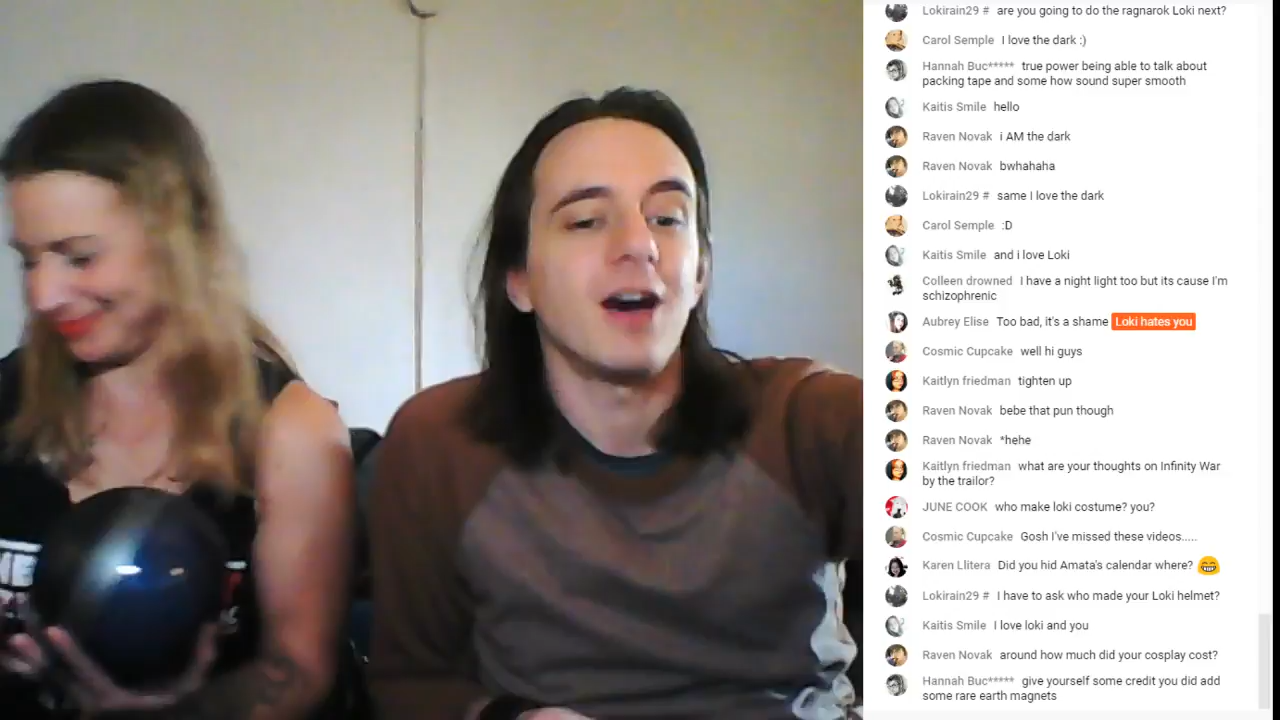 Lokirain29 # are you going to do the ragnarok Loki next?
Carol Semple I love the dark :)
Hannah Buc***** true power being able to talk about
packing tape and some how sound super smooth
Kaitis Smile hello
Raven Novak i AM the dark
Raven Novak bwhahaha
Lokirain29 # same I love the dark
Carol Semple :D
Kaitis Smile and i love Loki
Colleen drowned I have a night light too but its cause I'm
schizophrenic
Aubrey Elise Too bad, it's a shame Loki hates you
Cosmic Cupcake well hi guys
Kaitlyn friedman tighten up
Raven Novak bebe that pun though
Raven Novak *hehe
Kaitlyn friedman what are your thoughts on Infinity War
by the trailor?
JUNE COOK who make loki costume? you?
Cosmic Cupcake Gosh I've missed these videos.....
Karen Llitera Did you hid Amata's calendar where? 😂
Lokirain29 # I have to ask who made your Loki helmet?
Kaitis Smile I love loki and you
Raven Novak around how much did your cosplay cost?
Hannah Buc***** give yourself some credit you did add
some rare earth magnets